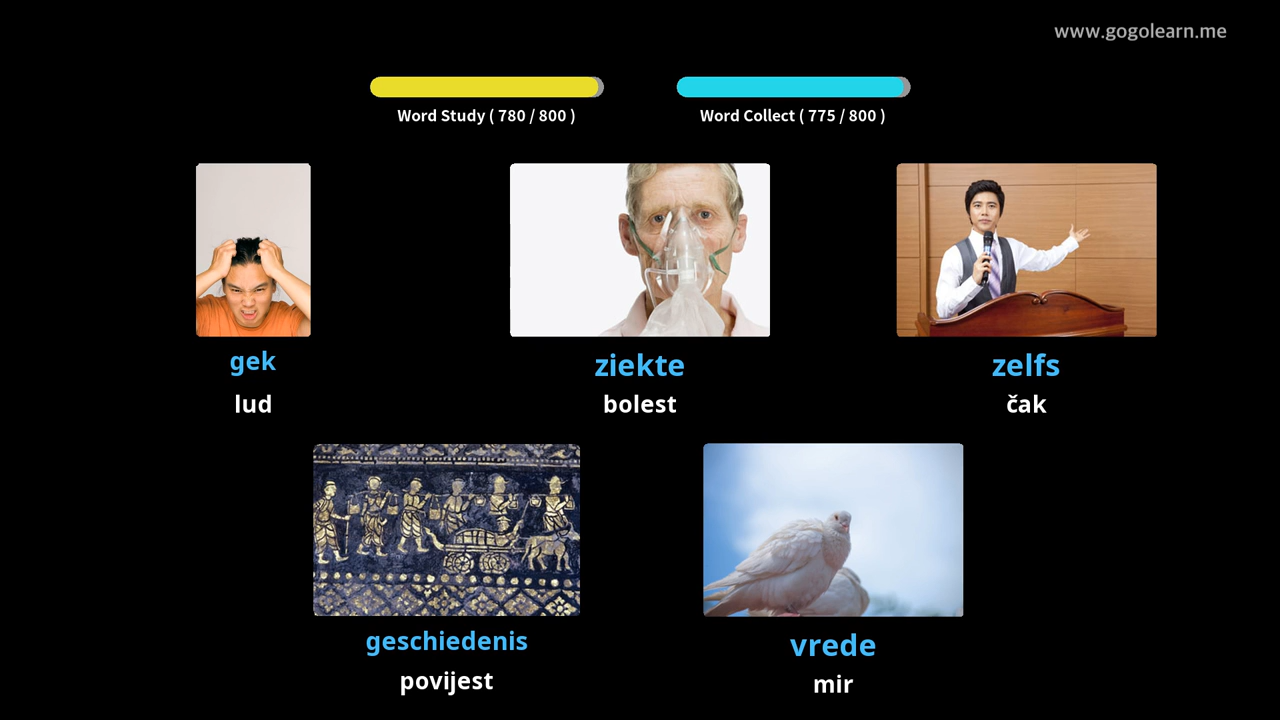 www.gogolearn.me
Word Study ( 780 / 800 )
Word Collect ( 775 / 800 )
gek
lud
ziekte
bolest
zelfs
čak
geschiedenis
povijest
vrede
mir